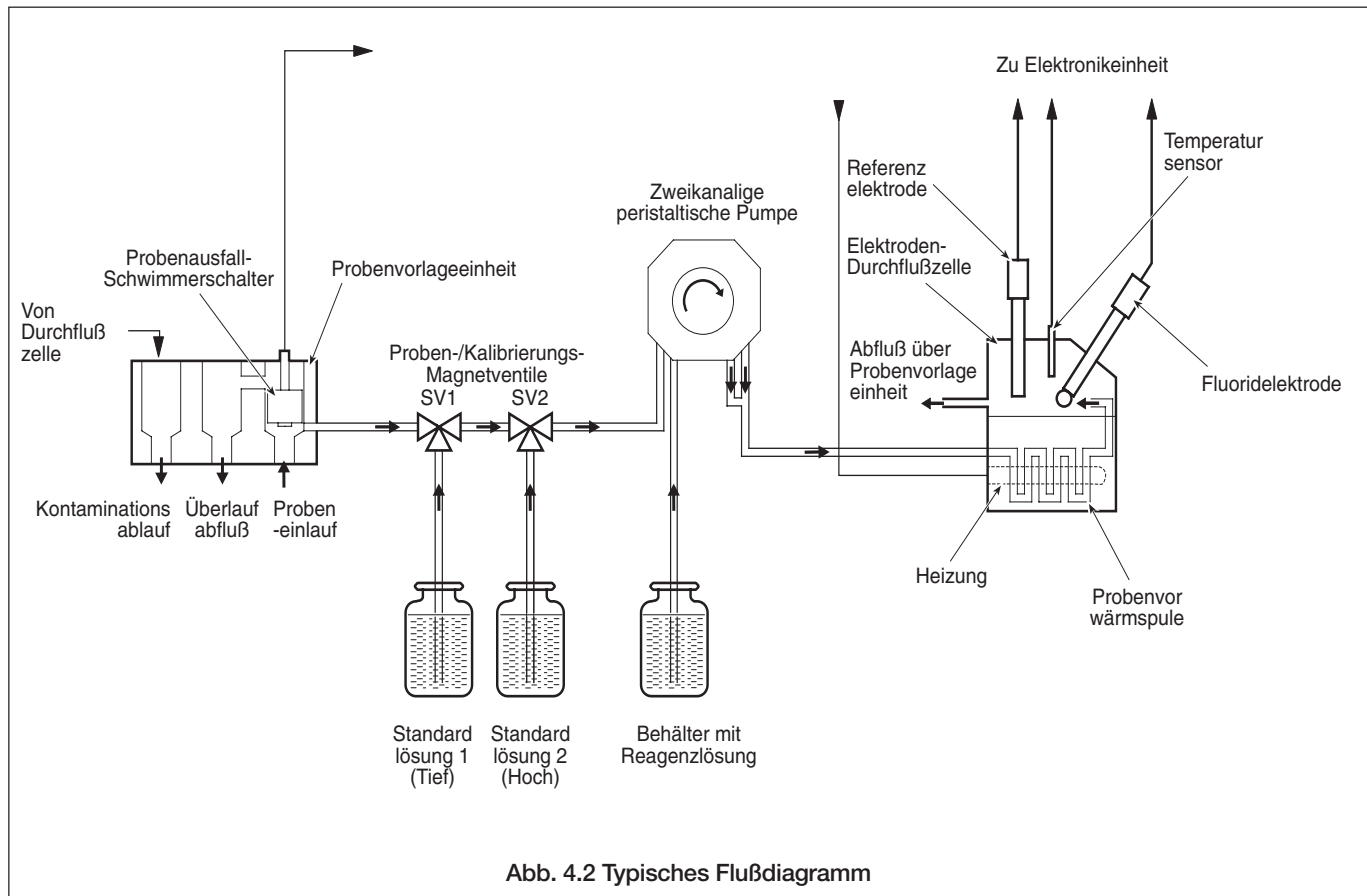 Zu Elektronikeinheit
Temperatur
sensor
Referenz
elektrode
Zweikanalige
peristaltische Pumpe
Elektroden-
Durchflußzelle
Probenausfall-
Schwimmerschalter
Probenvorlageeinheit
Von
Durchfluß
zelle
Proben-/Kalibrierungs-
Magnetventile
SV1
SV2
Abfluß über
Probenvorlage
einheit
Fluoridelektrode
Kontaminations
ablauf
Überlauf
abfluß
Proben
-einlauf
Heizung
Probenvor
wärmspule
Standard
lösung 1
(Tief)
Standard
lösung 2
(Hoch)
Behälter mit
Reagenzlösung
Abb. 4.2 Typisches Flußdiagramm